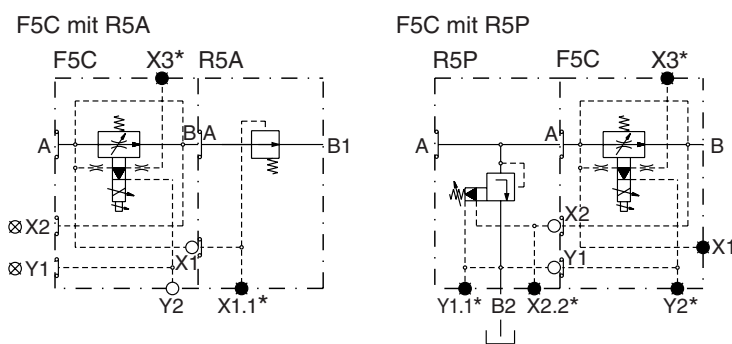 F5C mit R5A
F5C X3* R5A
A B A B1
X2
Y1 X1
Y2 X1.1*
F5C mit R5P
R5P F5C X3*
A A B
X2
Y1 X1
Y1.1* B2 X2.2* Y2*